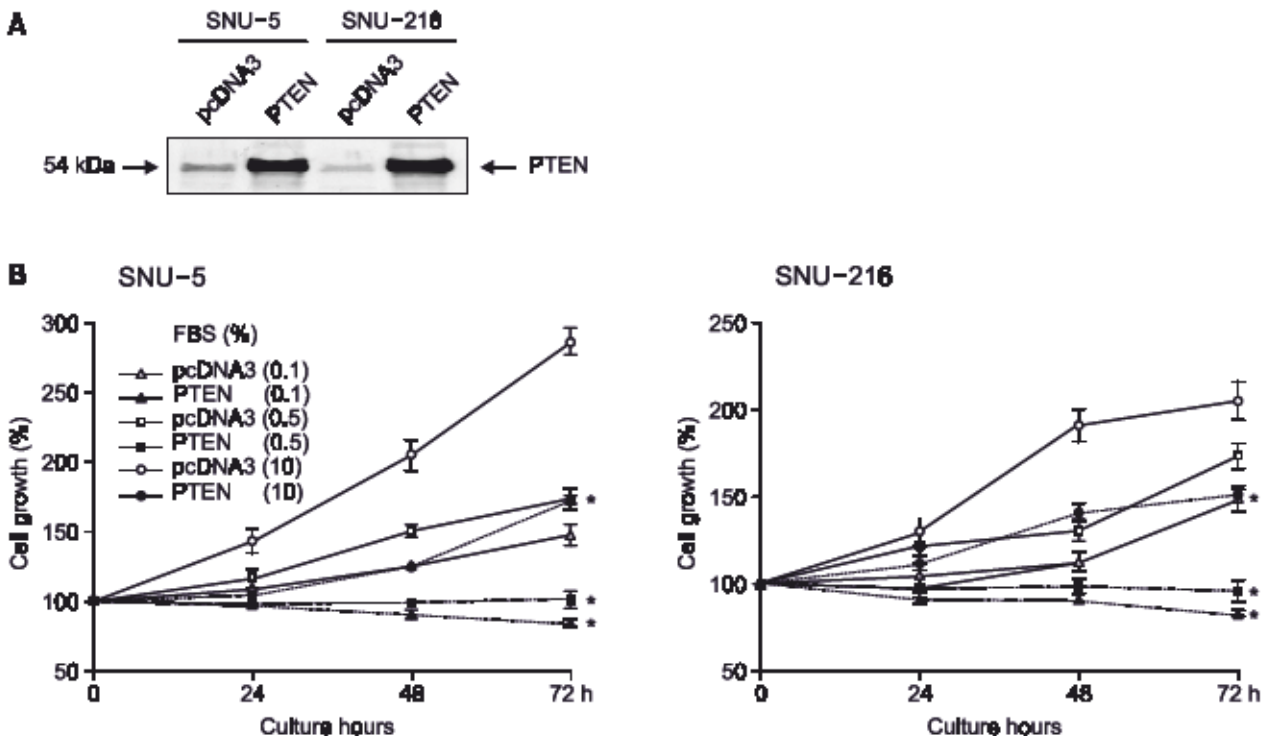 A
SNU-5 SNU-216
pcDNA3 PTEN pcDNA3 PTEN
54 kDa PTEN
B SNU-5
FBS (%)
pcDNA3 (0.1)
PTEN (0.1)
pcDNA3 (0.5)
PTEN (0.5)
pcDNA3 (10)
PTEN (10)
Cell growth (%)
300
250
200
150
100
50
* 
*
*
0 24 48 72 h
Culture hours
SNU-216
Cell growth (%)
250
200
150
100
50
*
*
*
0 24 48 72 h
Culture hours